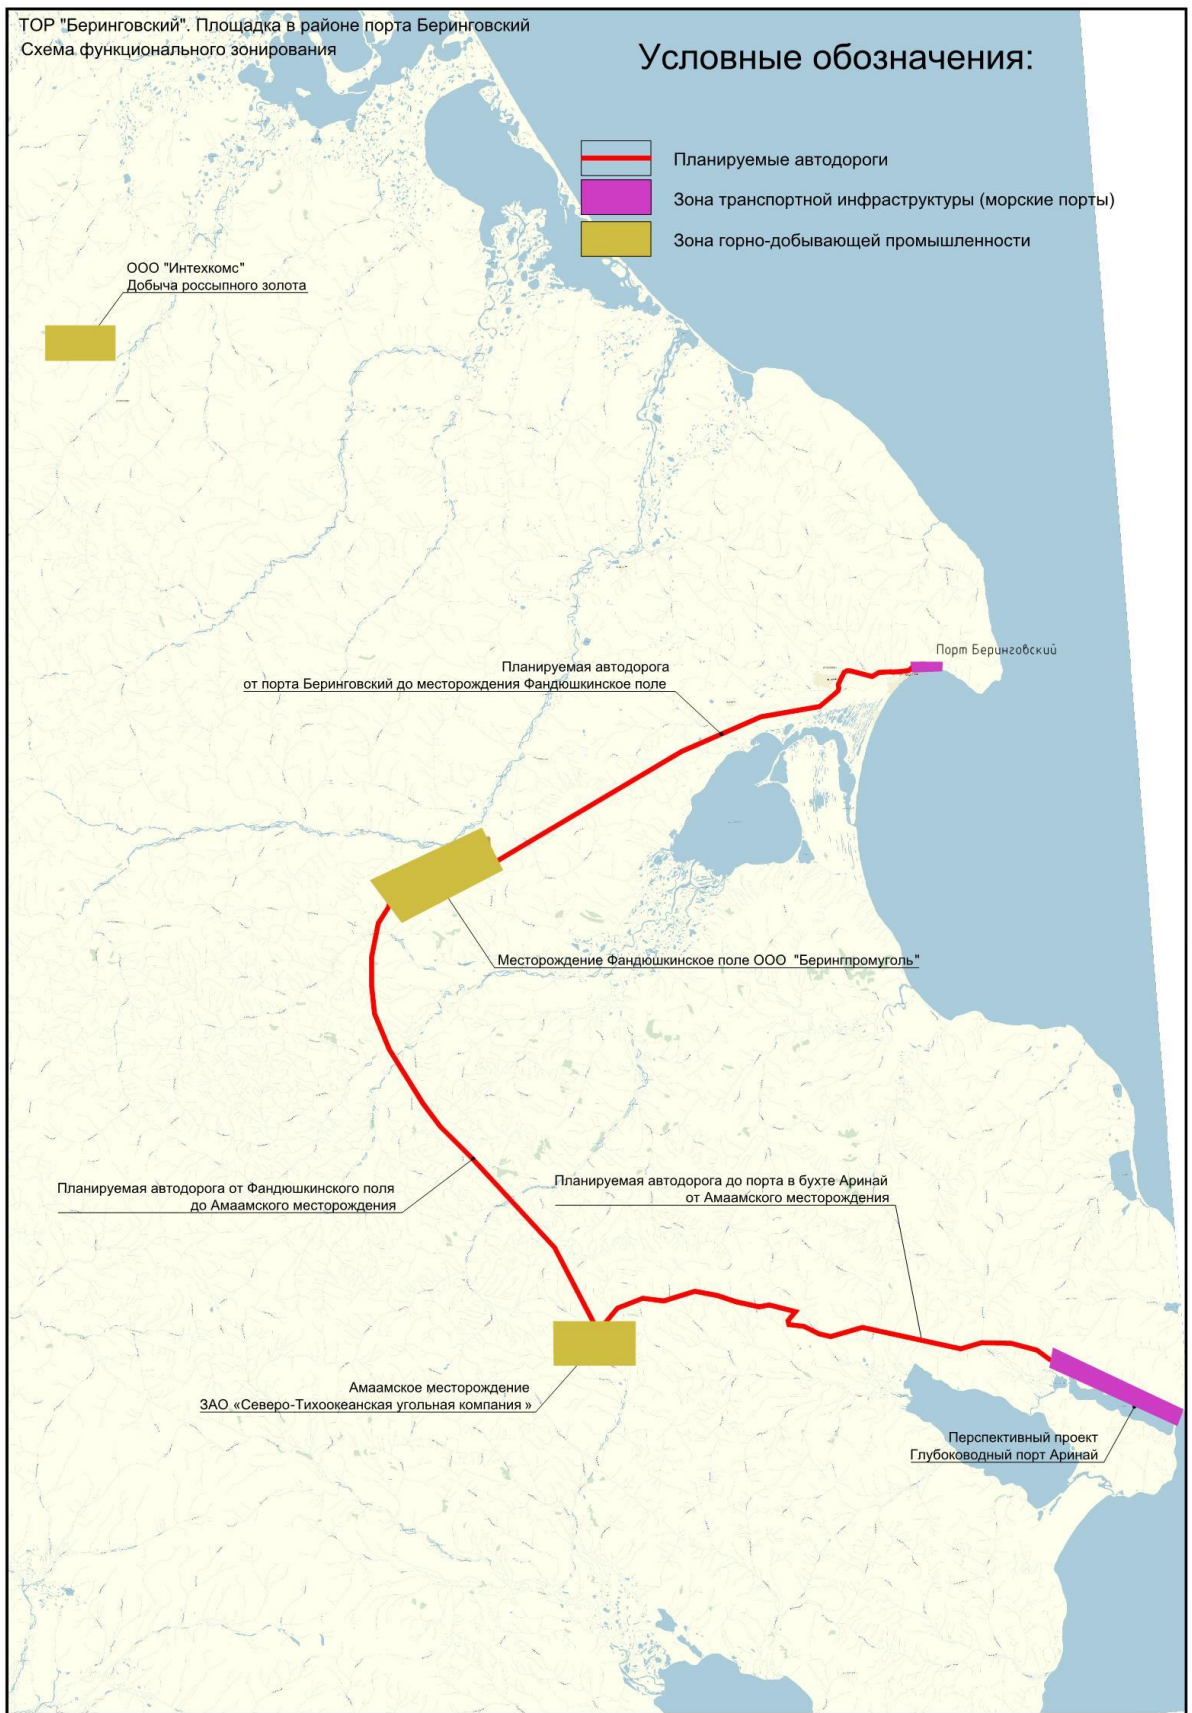 ТОР "Беринговский". Площадка в районе порта Беринговский
Схема функционального зонирования
Условные обозначения:
Планируемые автодороги
Зона транспортной инфраструктуры (морские порты)
Зона горно-добывающей промышленности
ООО "Интехкомс"
Добыча россыпного золота
Порт Беринговский
Планируемая автодорога
от порта Беринговский до месторождения Фандюшкинское поле
Месторождение Фандюшкинское поле ООО "Берингпромуголь"
Планируемая автодорога от Фандюшкинского поля
до Амаамского месторождения
Планируемая автодорога до порта в бухте Аринай
от Амаамского месторождения
Амаамское месторождение
ЗАО «Северо-Тихоокеанская угольная компания »
Перспективный проект
Глубоководный порт Аринай